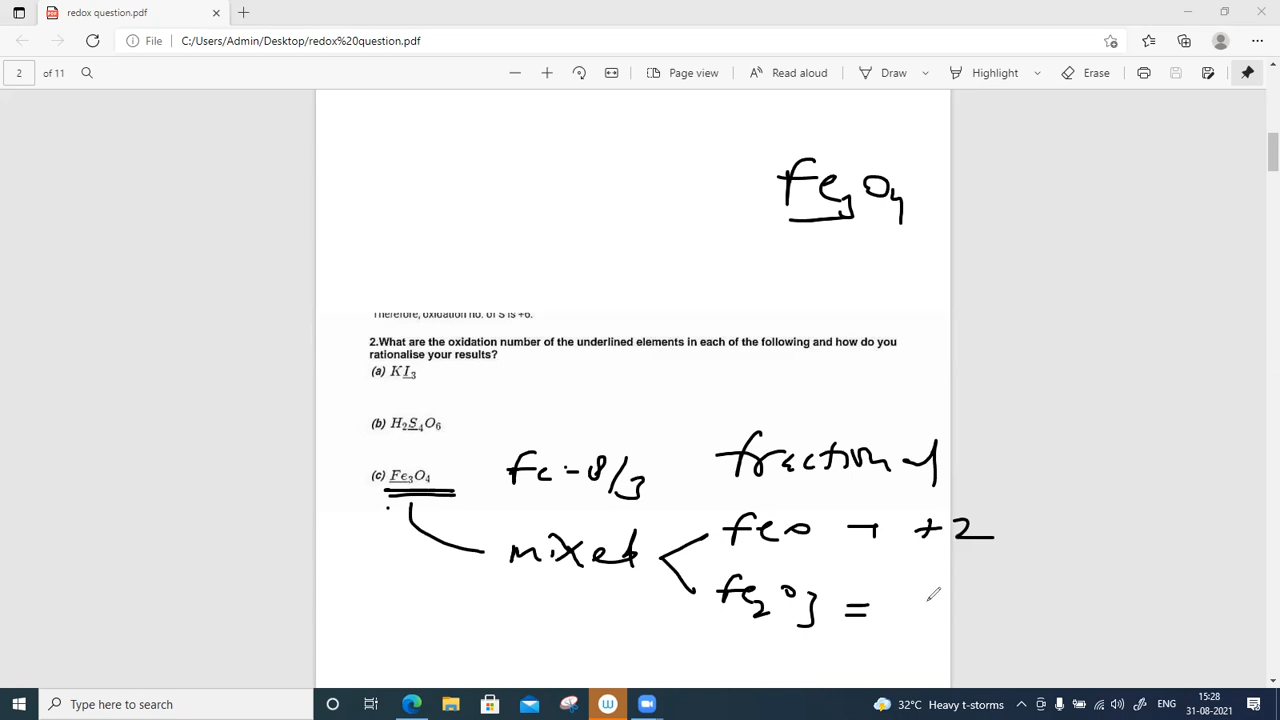 redox question.pdf
File C:/Users/Admin/Desktop/redox%20question.pdf
2 of 11 Page view Read aloud Draw Highlight Erase
Fe3O4
Therefore, oxidation no. of S is +6.
2.What are the oxidation number of the underlined elements in each of the following and how do you
rationalise your results?
(a) KI3
(b) H2S4O6
(c) Fe3O4
Fe - 8/3
fractional
mixed
FeO → +2
Fe2O3 =
Type here to search
32°C Heavy t-storms
ENG
15:28
31-08-2021